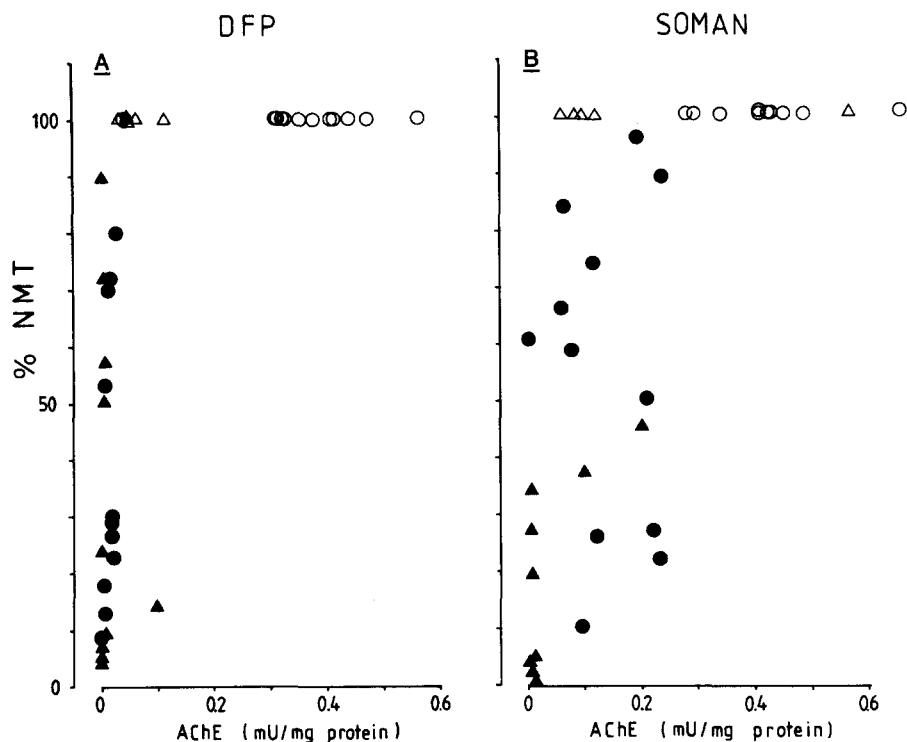 DFP
SOMAN
A
B
100
50
0
% NMT
0 0.2 0.4 0.6
0 0.2 0.4 0.6
AChE (mU/mg protein)
AChE (mU/mg protein)